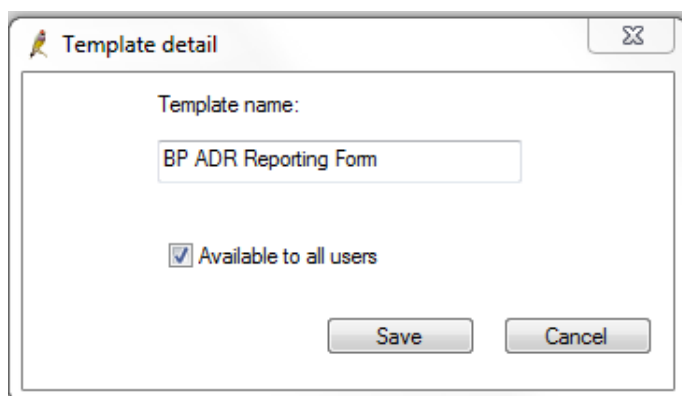 Template detail
Template name:
BP ADR Reporting Form
Available to all users
Save Cancel